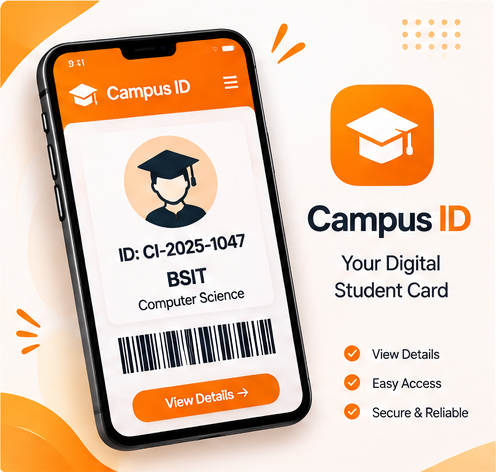 9:41
Campus ID
ID: CI-2025-1047
BSIT
Computer Science
View Details →
Campus ID
Your Digital
Student Card
View Details
Easy Access
Secure & Reliable